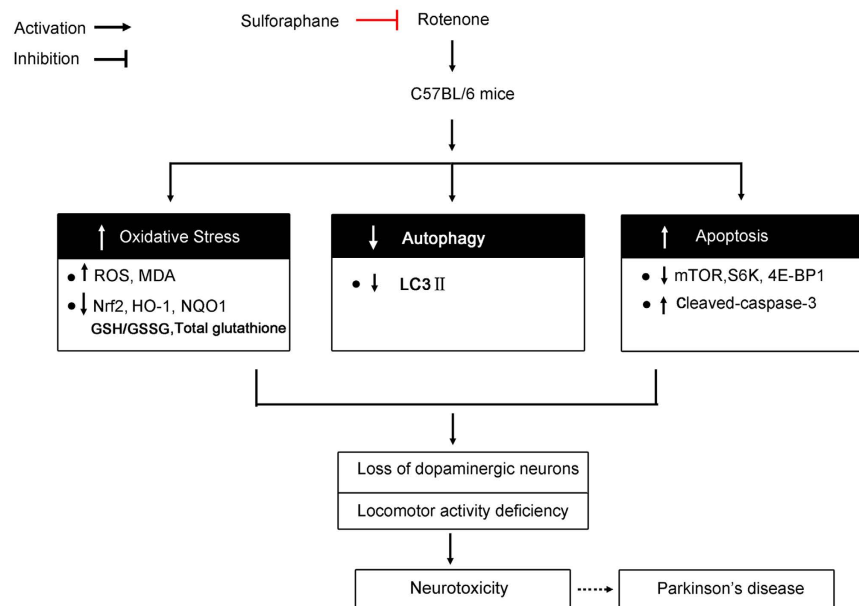 Activation
Inhibition
Sulforaphane Rotenone
C57BL/6 mice
Oxidative Stress
ROS, MDA
Nrf2, HO-1, NQO1
GSH/GSSG,Total glutathione
Autophagy
LC3 Ⅱ
Apoptosis
mTOR,S6K, 4E-BP1
Cleaved-caspase-3
Loss of dopaminergic neurons
Locomotor activity deficiency
Neurotoxicity
Parkinson's disease